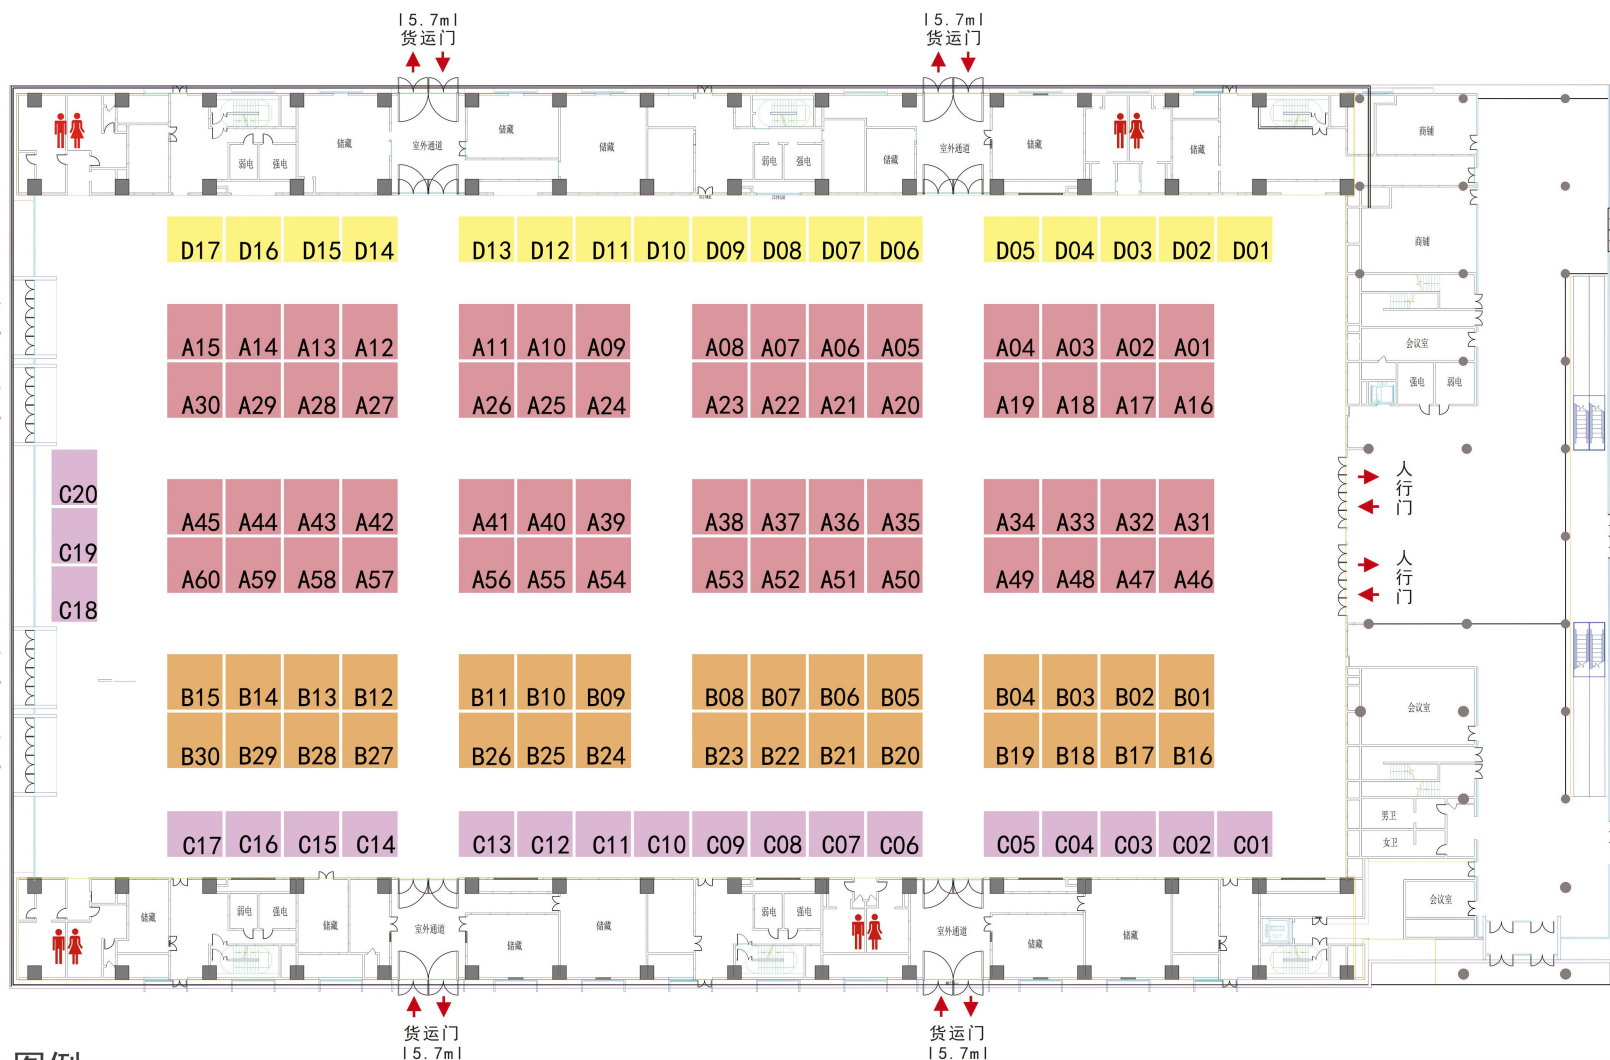 |5.7m|
货运门
|5.7m|
货运门
储藏
弱电
强电
室外通道
储藏
储藏
弱电
强电
储藏
室外通道
储藏
储藏
商铺
商铺
会议室
强电
弱电
D17 D16 D15 D14 D13 D12 D11 D10 D09 D08 D07 D06 D05 D04 D03 D02 D01
A15 A14 A13 A12 A11 A10 A09 A08 A07 A06 A05 A04 A03 A02 A01
A30 A29 A28 A27 A26 A25 A24 A23 A22 A21 A20 A19 A18 A17 A16
C20
C19
C18
A45 A44 A43 A42 A41 A40 A39 A38 A37 A36 A35 A34 A33 A32 A31
A60 A59 A58 A57 A56 A55 A54 A53 A52 A51 A50 A49 A48 A47 A46
人行门
人行门
B15 B14 B13 B12 B11 B10 B09 B08 B07 B06 B05 B04 B03 B02 B01
B30 B29 B28 B27 B26 B25 B24 B23 B22 B21 B20 B19 B18 B17 B16
C17 C16 C15 C14 C13 C12 C11 C10 C09 C08 C07 C06 C05 C04 C03 C02 C01
会议室
男卫
女卫
会议室
储藏
弱电
强电
储藏
室外通道
储藏
储藏
弱电
强电
室外通道
储藏
储藏
货运门
|5.7m|
货运门
|5.7m|
图例